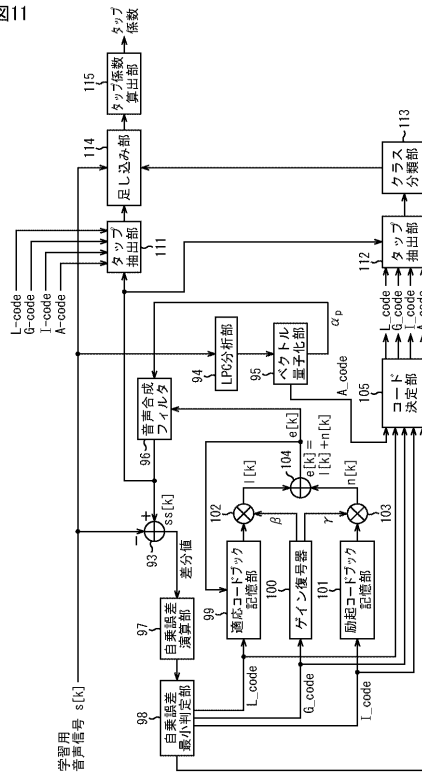 図11
学習用
音声信号 s[k]
L-code
G-code
I-code
A-code
タップ
抽出部
111
足し込み部
114
タップ係数
算出部
115
タップ
係数
LPC分析部
94
ベクトル
量子化部
95
αp
A_code
音声合成
フィルタ
96
ss[k]
+
-
93
差分値
自乗誤差
演算部
97
自乗誤差
最小判定部
98
適応コードブック
記憶部
99
ゲイン復号器
100
励起コードブック
記憶部
101
L_code
G_code
I_code
l[k]
102
β
γ
103
n[k]
104
e[k]
e[k]=
l[k]+n[k]
コード
決定部
105
L_code
G_code
I_code
タップ
抽出部
112
クラス
分類部
113